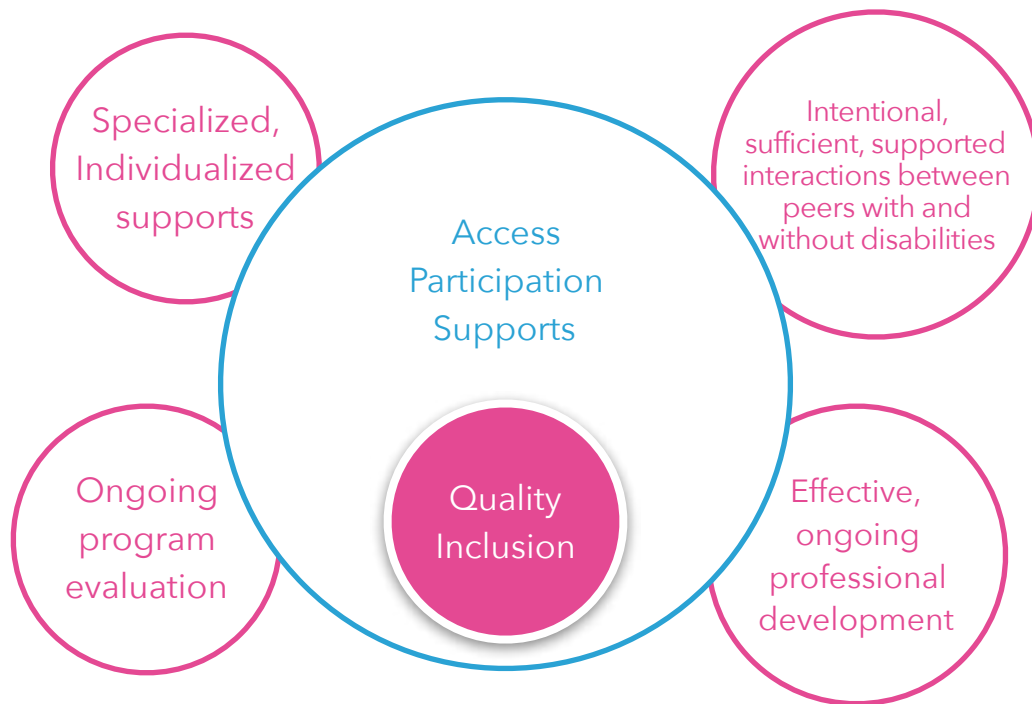 Specialized,
Individualized
supports
Intentional,
sufficient, supported
interactions between
peers with and
without disabilities
Access
Participation
Supports
Ongoing
program
evaluation
Quality
Inclusion
Effective,
ongoing
professional
development